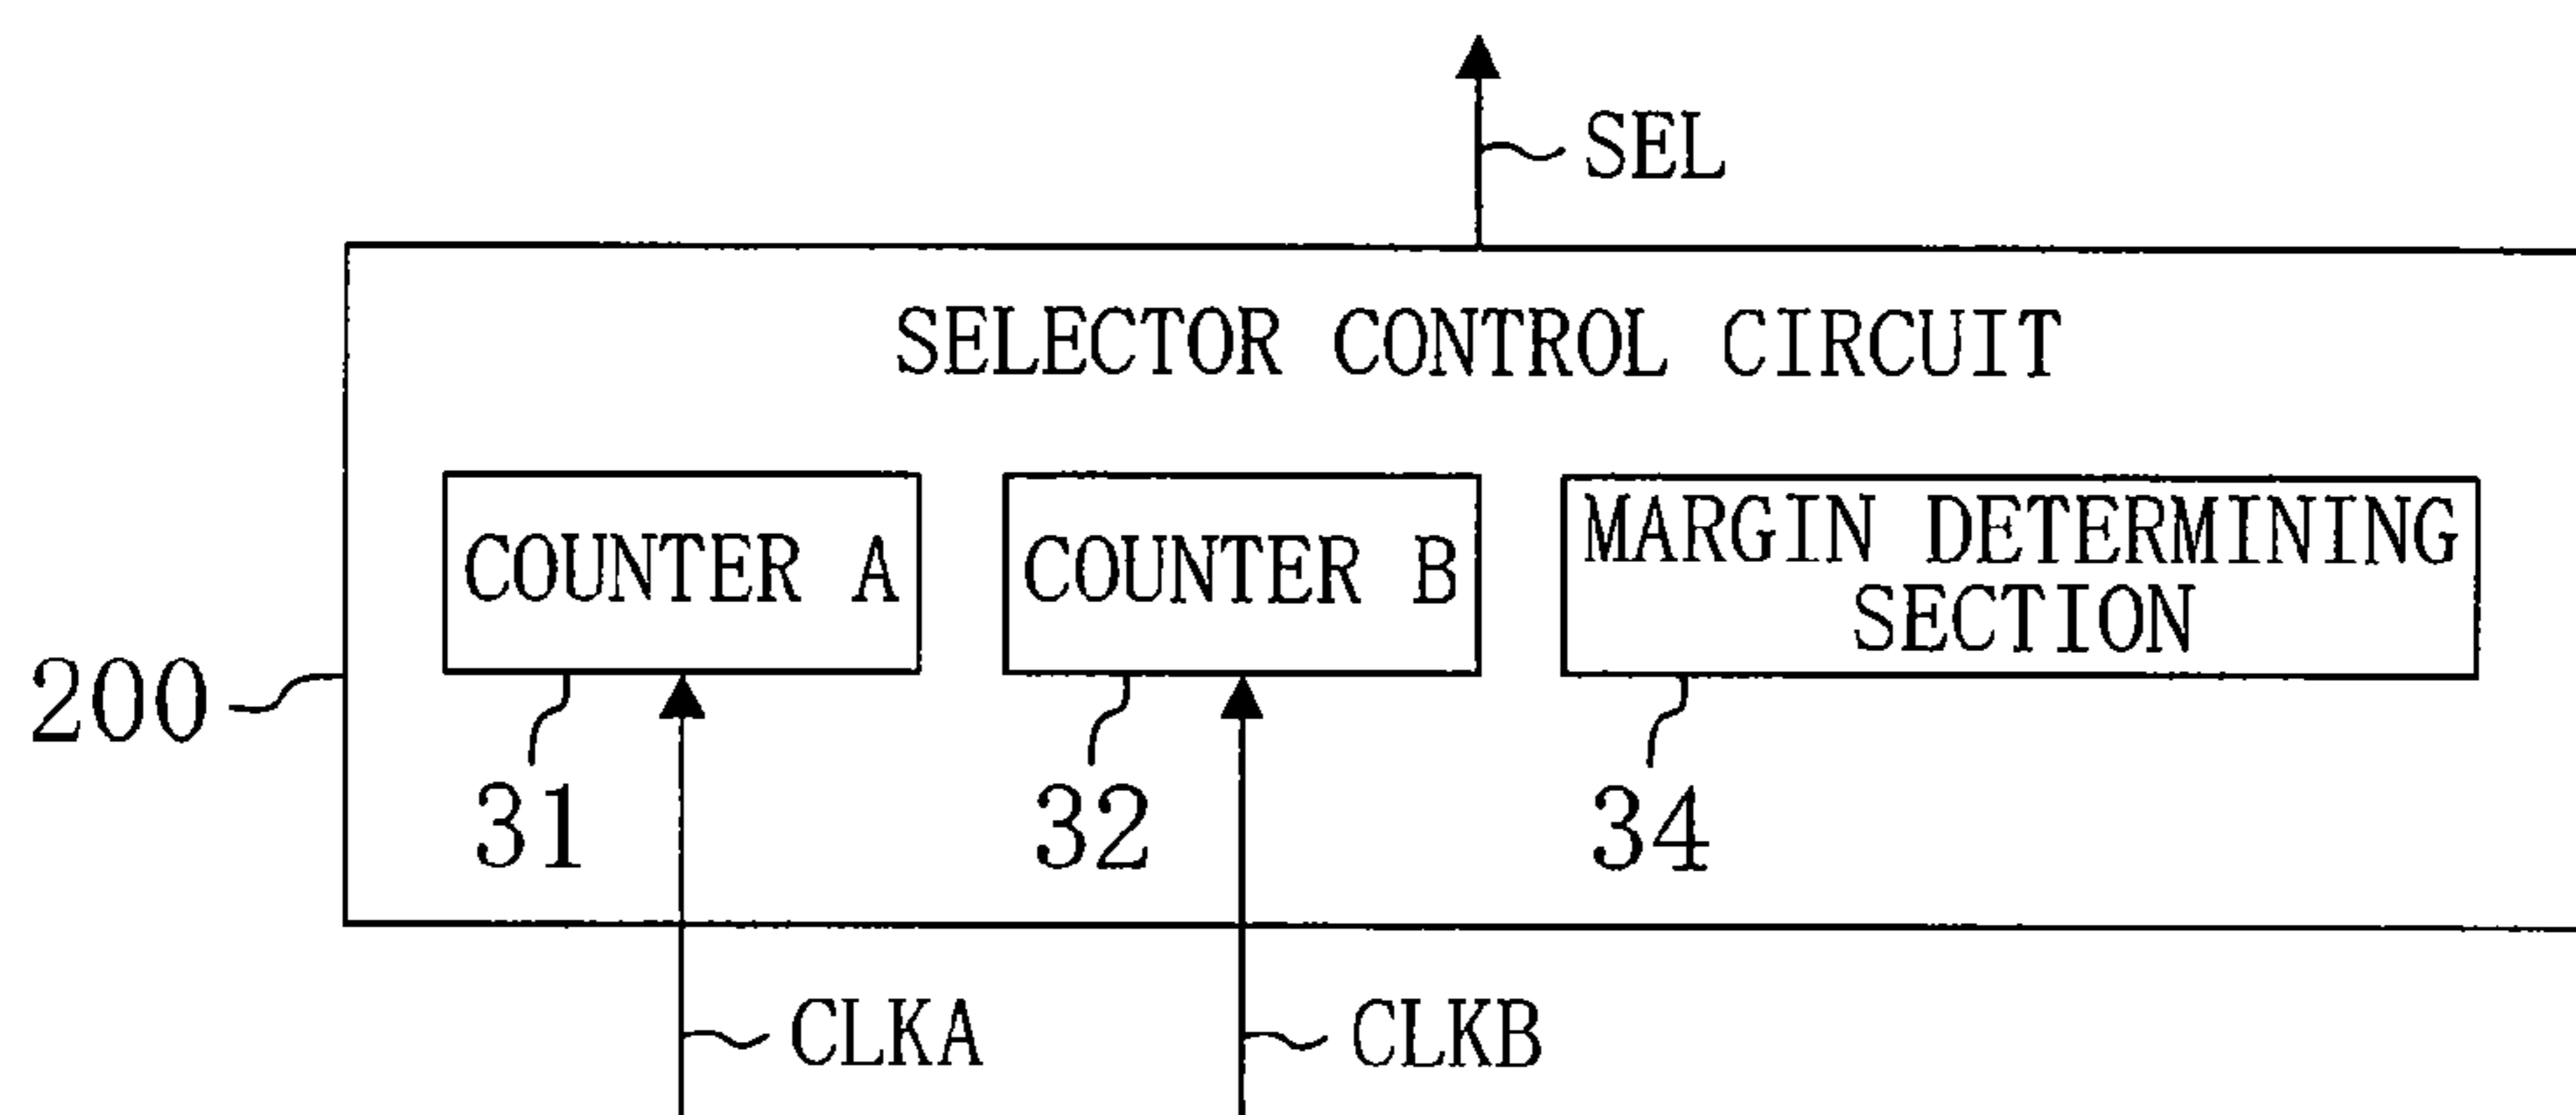 SEL
SELECTOR CONTROL CIRCUIT
COUNTER A
COUNTER B
MARGIN DETERMINING
SECTION
200
31
32
34
CLKA
CLKB